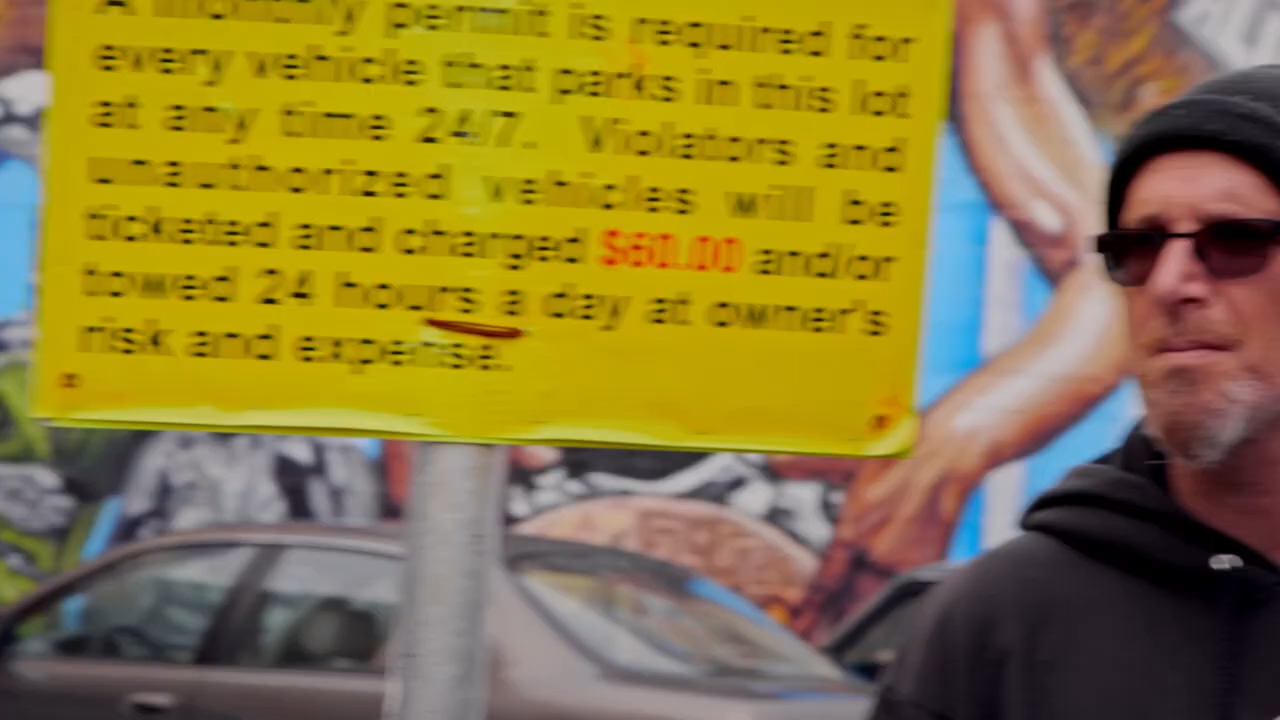 A monthly permit is required for
every vehicle that parks in this lot
at any time 24/7. Violators and
unauthorized vehicles will be
ticketed and charged $60.00 and/or
towed 24 hours a day at owner's
risk and expense.